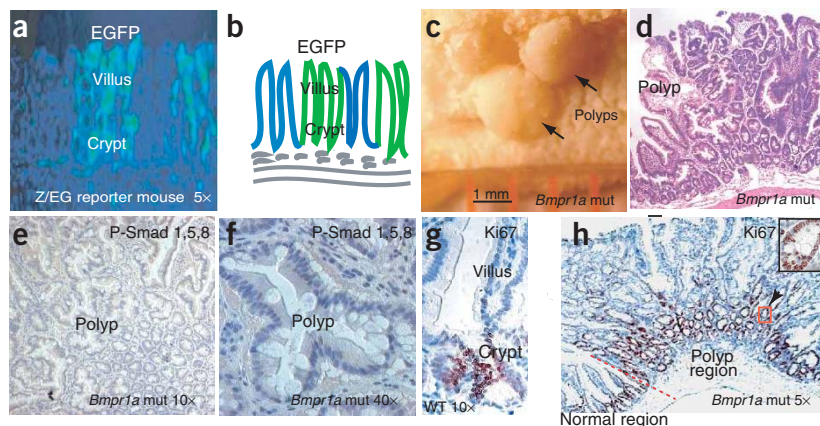 a
EGFP
Villus
Crypt
Z/EG reporter mouse 5×
b
EGFP
Villus
Crypt
c
Polyps
1 mm
Bmpr1a mut
d
Polyp
Bmpr1a mut
e
P-Smad 1,5,8
Polyp
Bmpr1a mut 10×
f
P-Smad 1,5,8
Polyp
Bmpr1a mut 40×
g
Ki67
Villus
Crypt
WT 10×
h
Ki67
Polyp
region
Bmpr1a mut 5×
Normal region